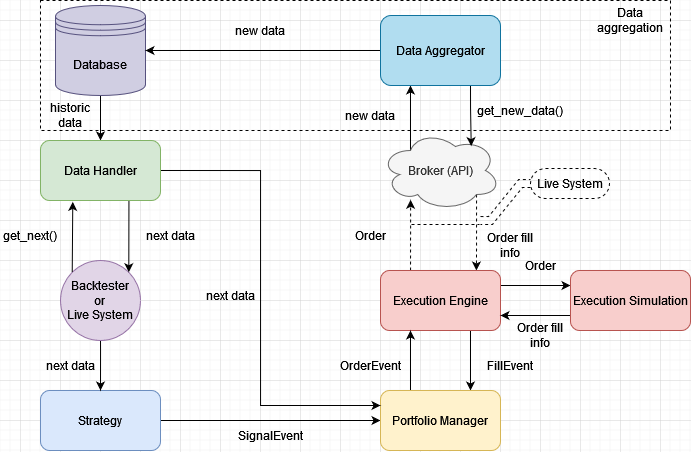 Data
aggregation
new data
Database
Data Aggregator
historic
data
new data
get_new_data()
Data Handler
Broker (API)
Live System
get_next()
next data
Order
Order fill
info
Order
Backtester
or
Live System
next data
Execution Engine
Execution Simulation
Order fill
info
next data
OrderEvent
FillEvent
Strategy
SignalEvent
Portfolio Manager